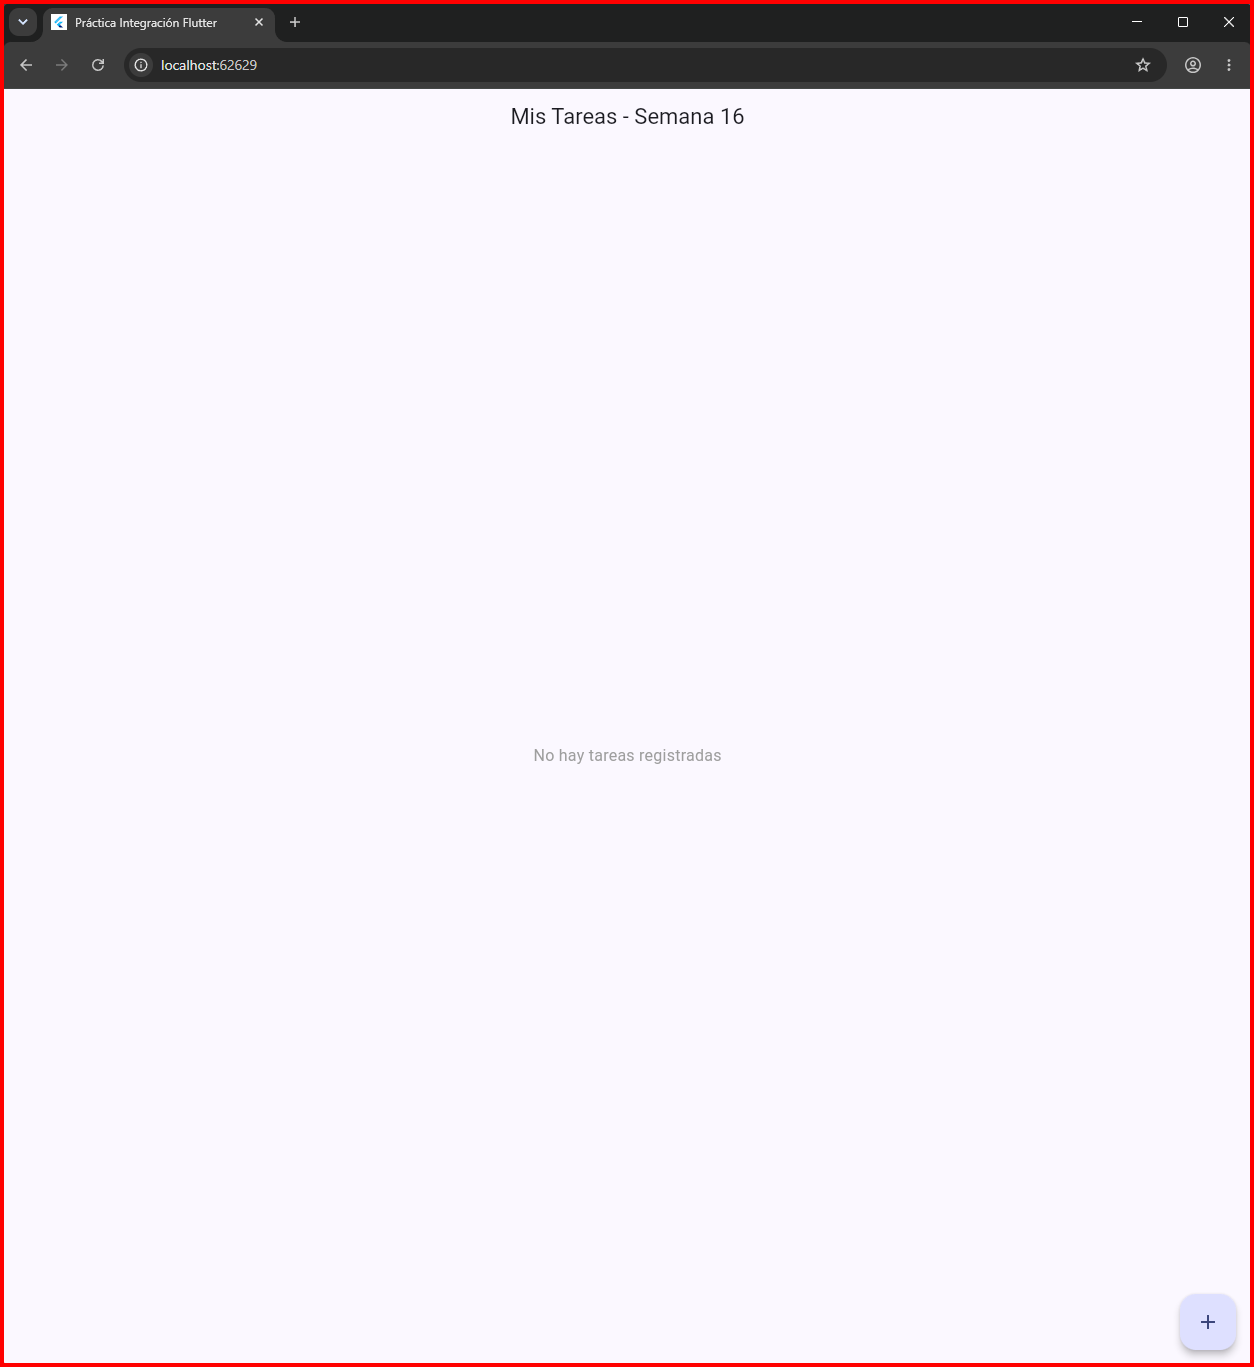 Práctica Integración Flutter
localhost:62629
Mis Tareas - Semana 16
No hay tareas registradas